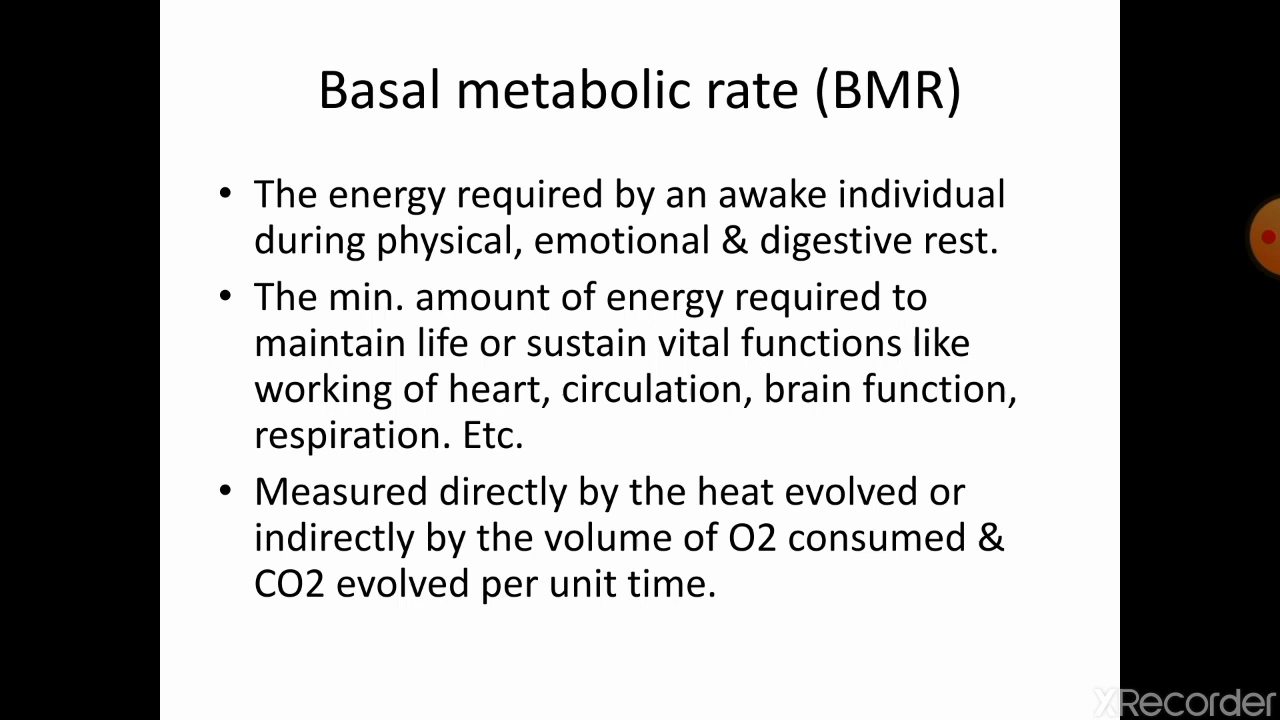 Basal metabolic rate (BMR)
• The energy required by an awake individual
during physical, emotional & digestive rest.
• The min. amount of energy required to
maintain life or sustain vital functions like
working of heart, circulation, brain function,
respiration. Etc.
• Measured directly by the heat evolved or
indirectly by the volume of O2 consumed &
CO2 evolved per unit time.
XRecorder